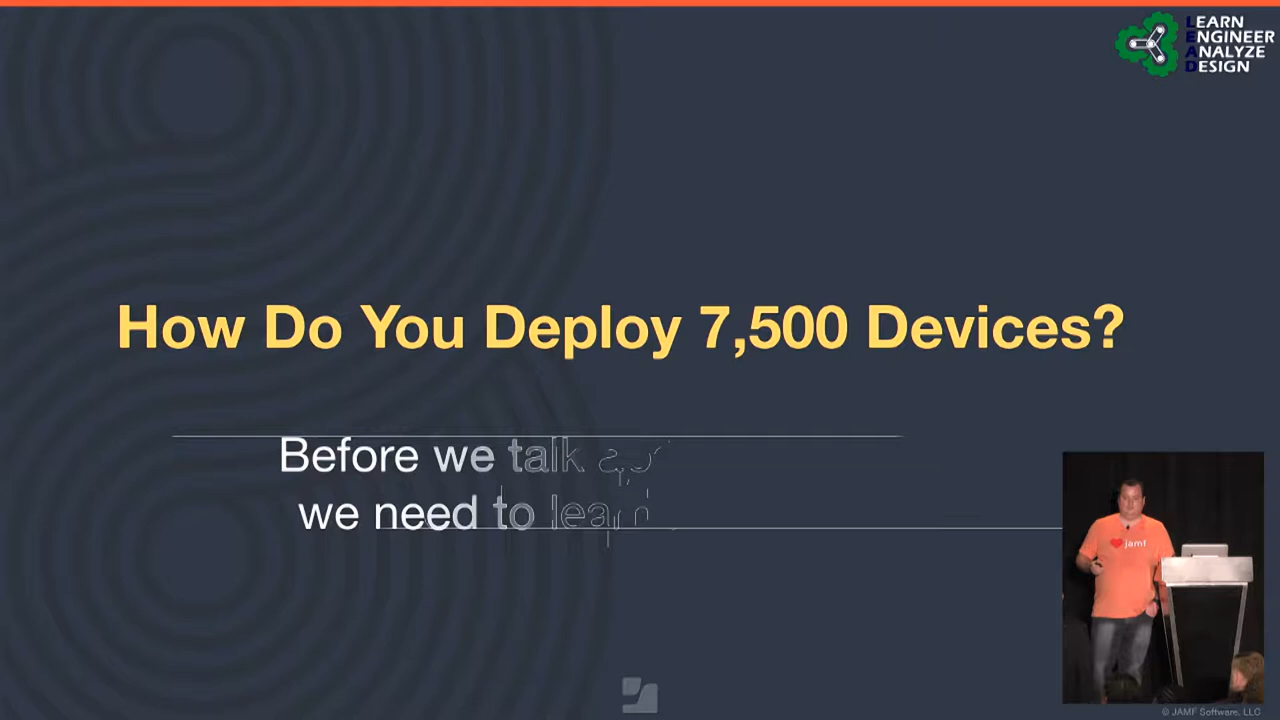 LEARN
ENGINEER
ANALYZE
DESIGN
How Do You Deploy 7,500 Devices?
Before we talk
we need to learn
jamf
© JAMF Software, LLC